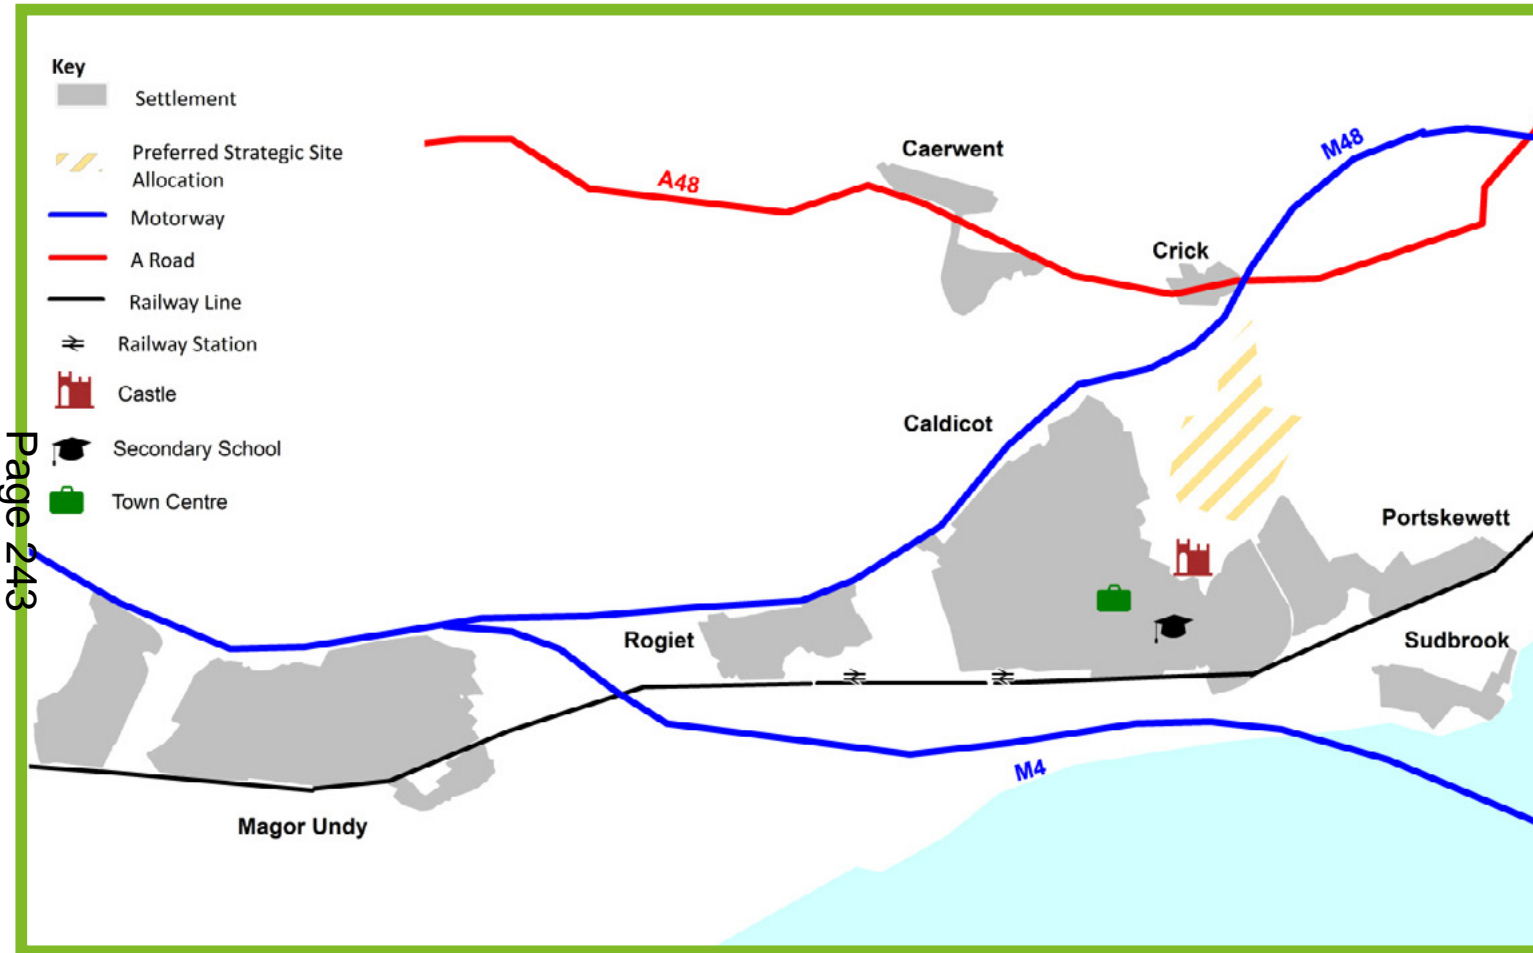 Key
Settlement
Preferred Strategic Site
Allocation
Motorway
A Road
Railway Line
Railway Station
Castle
Secondary School
Town Centre
Page 243
A48
Caerwent
M48
Crick
Caldicot
Portskewett
Rogiet
Sudbrook
M4
Magor Undy